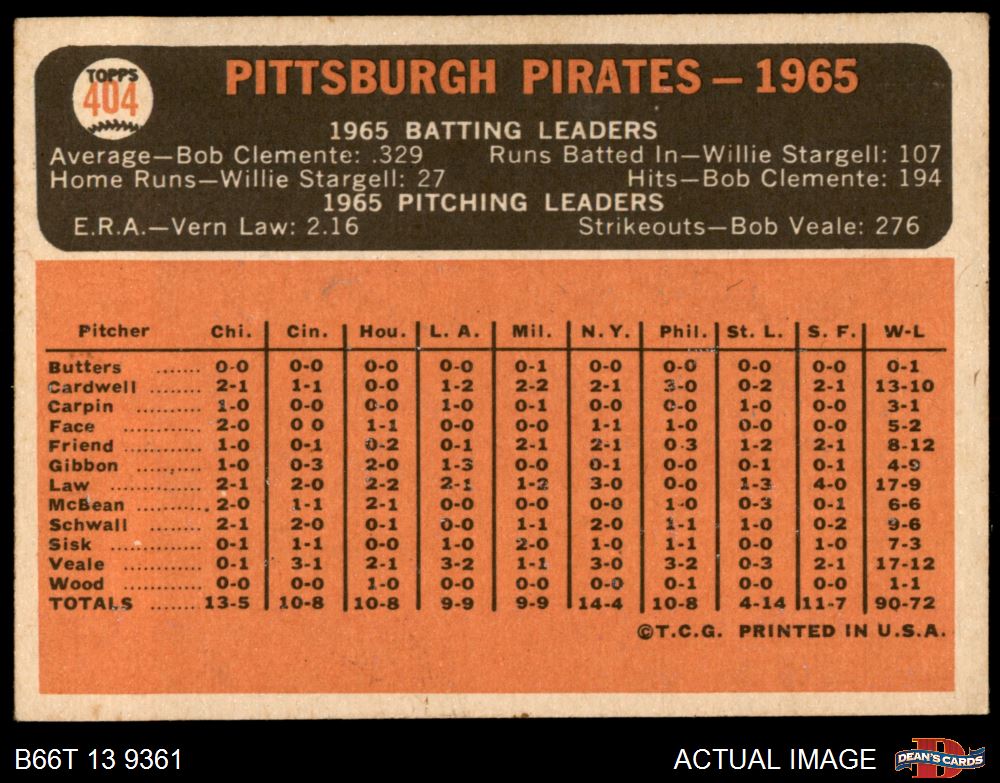 TOPPS
404
PITTSBURGH PIRATES — 1965
1965 BATTING LEADERS
Average—Bob Clemente: .329 Runs Batted In—Willie Stargell: 107
Home Runs—Willie Stargell: 27 Hits—Bob Clemente: 194
1965 PITCHING LEADERS
E.R.A.—Vern Law: 2.16 Strikeouts—Bob Veale: 276
Pitcher Chi. Cin. Hou. L. A. Mil. N. Y. Phil. St. L. S. F. W-L
Butters ....... 0-0 0-0 0-0 0-0 0-1 0-0 0-0 0-0 0-0 0-1
Cardwell ....... 2-1 1-1 0-0 1-2 2-2 2-1 3-0 0-2 2-1 13-10
Carpin .......... 1-0 0-0 0-0 1-0 0-1 0-0 0-0 1-0 0-0 3-1
Face ............. 2-0 0 0 1-1 0-0 0-0 1-1 1-0 0-0 0-0 5-2
Friend .......... 1-0 0-1 0-2 0-1 2-1 2-1 0-3 1-2 2-1 8-12
Gibbon .......... 1-0 0-3 2-0 1-3 0-0 0-1 0-0 0-1 0-1 4-9
Law .............. 2-1 2-0 2-2 2-1 1-2 3-0 0-0 1-3 4-0 17-9
McBean .......... 2-0 1-1 2-1 0-0 0-0 0-0 1-0 0-3 0-1 6-6
Schwall ........ 2-1 2-0 0-1 0-0 1-1 2-0 1-1 1-0 0-2 9-6
Sisk .............. 0-1 1-1 0-0 1-0 2-0 1-0 1-1 0-0 1-0 7-3
Veale ............ 0-1 3-1 2-1 3-2 1-1 3-0 3-2 0-3 2-1 17-12
Wood ............ 0-0 0-0 1-0 0-0 0-0 0-0 0-1 0-0 0-0 1-1
TOTALS ....... 13-5 10-8 10-8 9-9 9-9 14-4 10-8 4-14 11-7 90-72
©T.C.G. PRINTED IN U.S.A.
B66T 13 9361 ACTUAL IMAGE DEAN'S CARDS